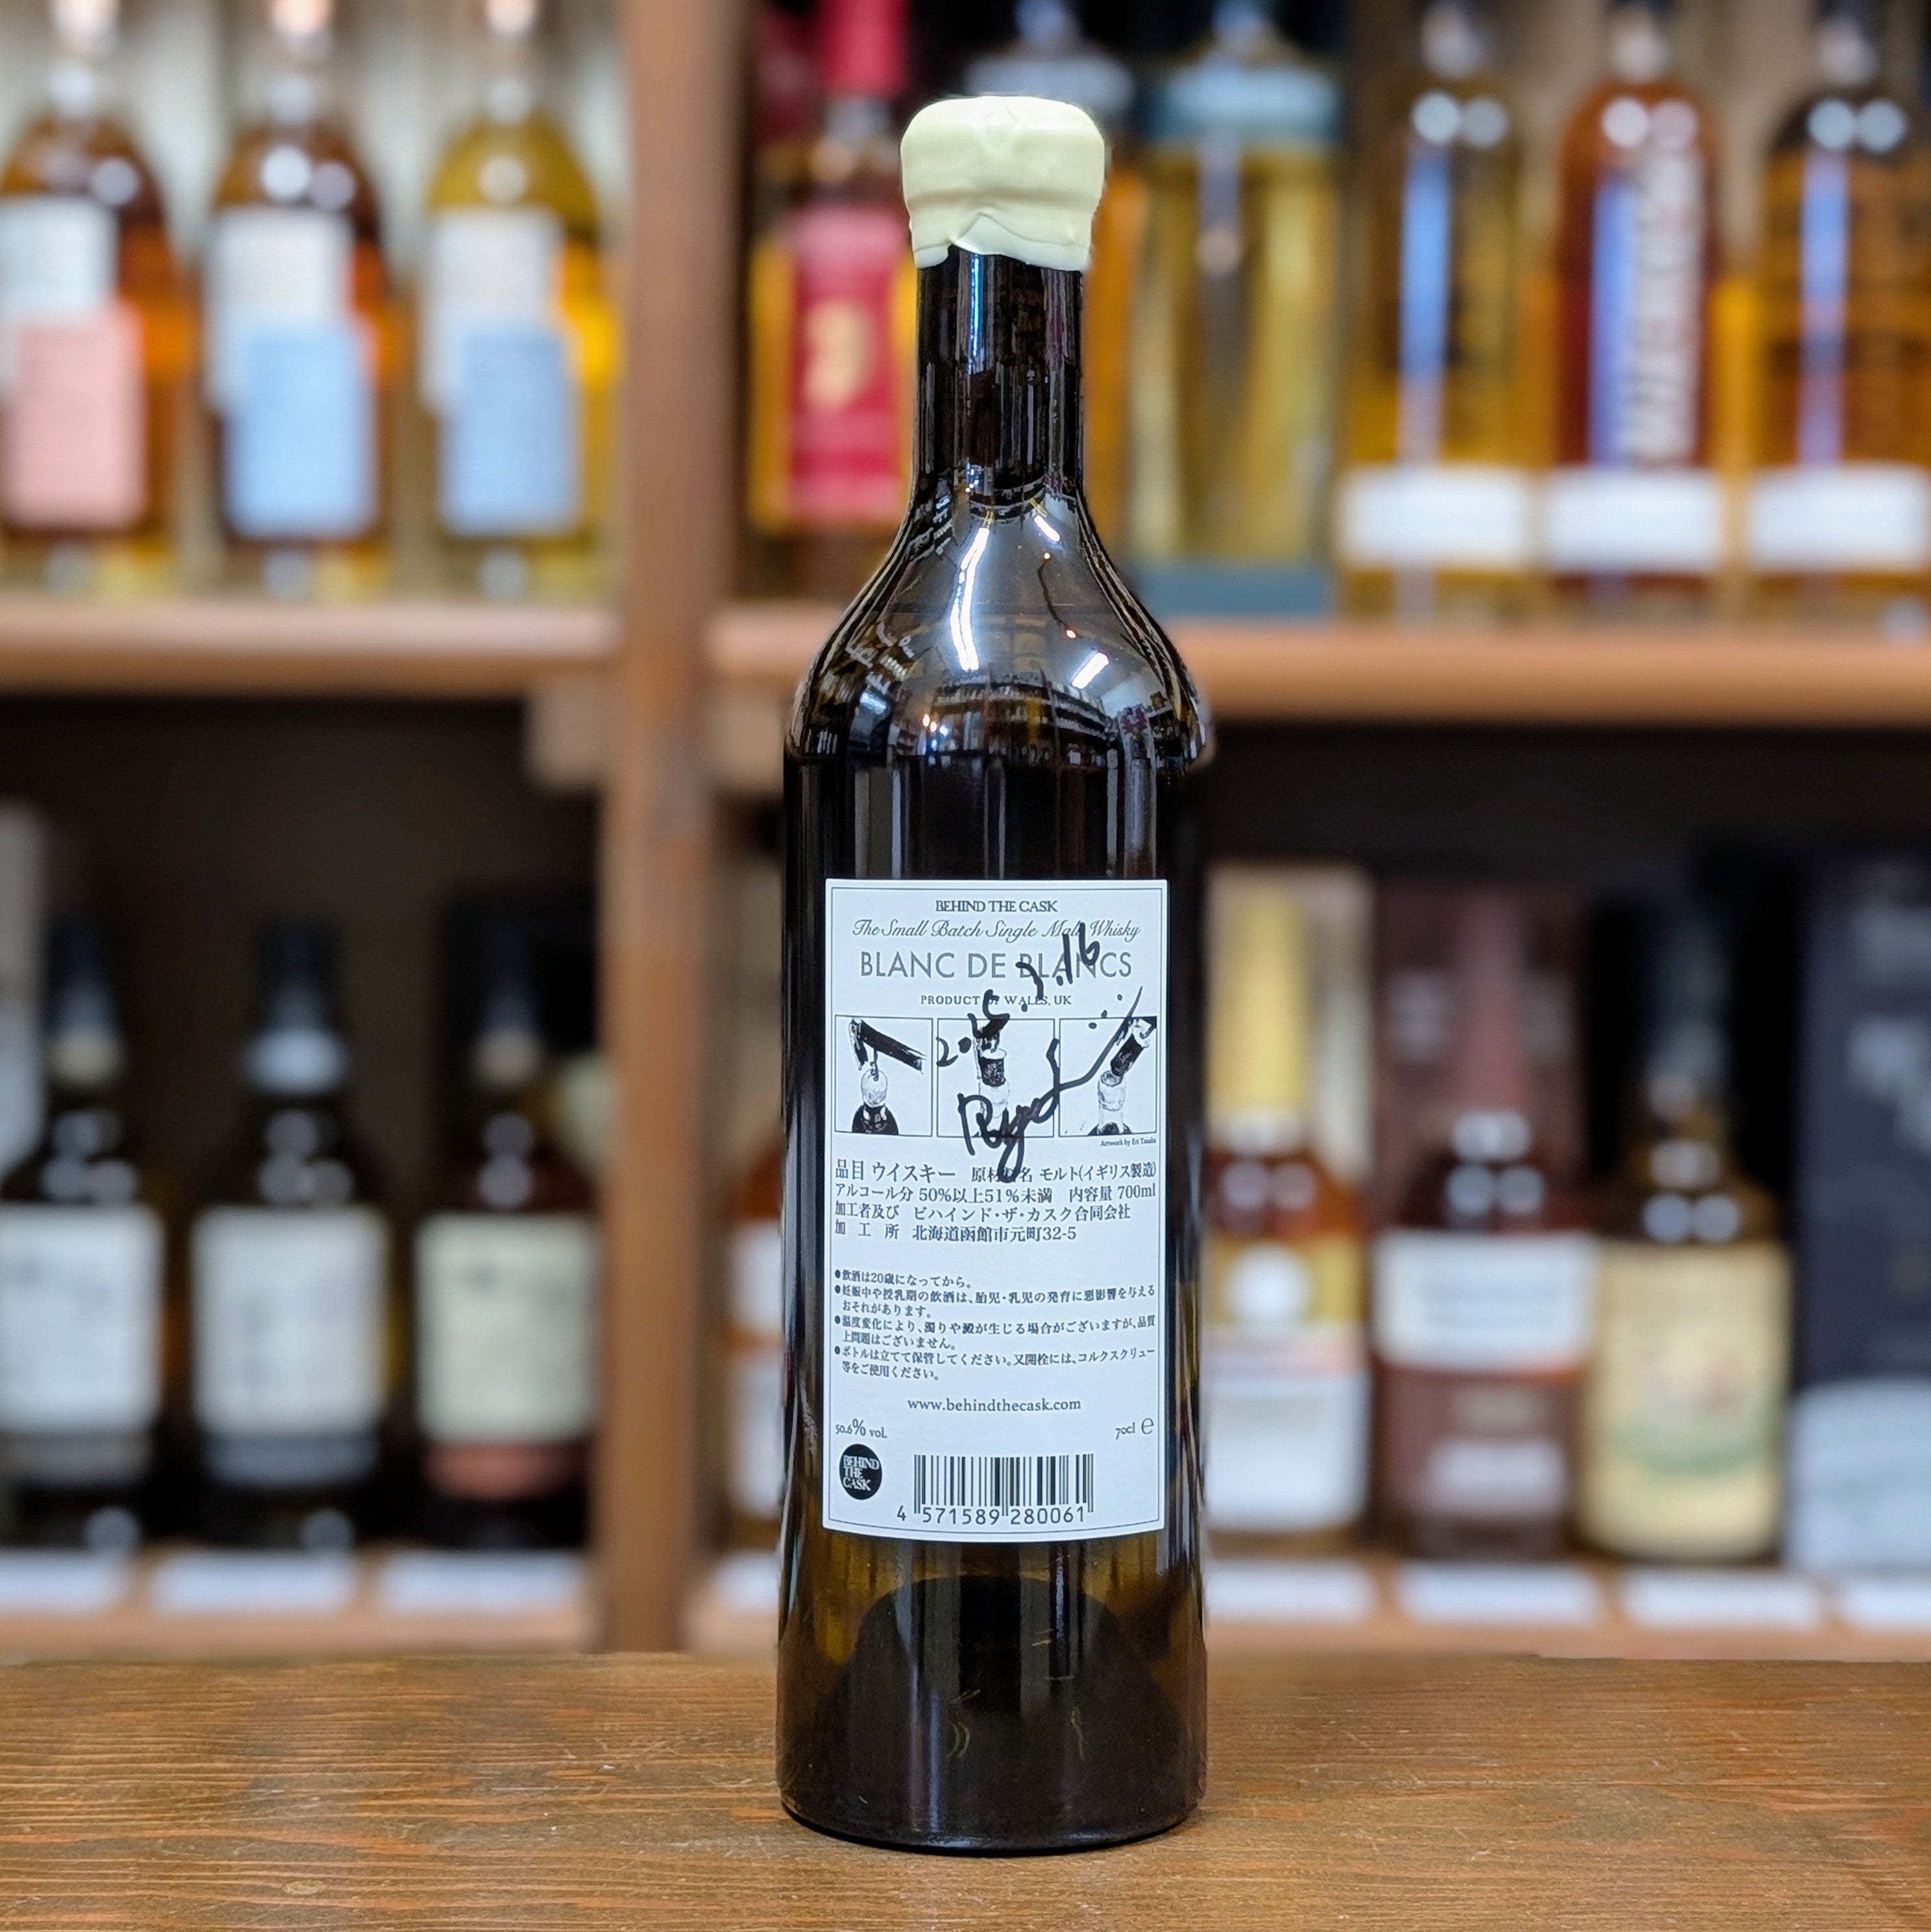 BEHIND THE CASK
The Small Batch Single Malt Whisky
BLANC DE BLANCS
PRODUCT OF WALES, UK
Artwork by Eri Tanaka
品目 ウイスキー 原材料名 モルト(イギリス製造)
アルコール分 50%以上51%未満 内容量 700ml
加工者及び ビハインド・ザ・カスク合同会社
加 工 所 北海道函館市元町32-5
●飲酒は20歳になってから。
●妊娠中や授乳期の飲酒は、胎児・乳児の発育に悪影響を与える
おそれがあります。
●温度変化により、濁りや澱が生じる場合がございますが、品質
上問題はございません。
●ボトルは立てて保管してください。又開栓には、コルクスクリュー
等をご使用ください。
www.behindthecask.com
50.6% vol. 70cl ℮
BEHIND
THE
CASK
4 571589 280061